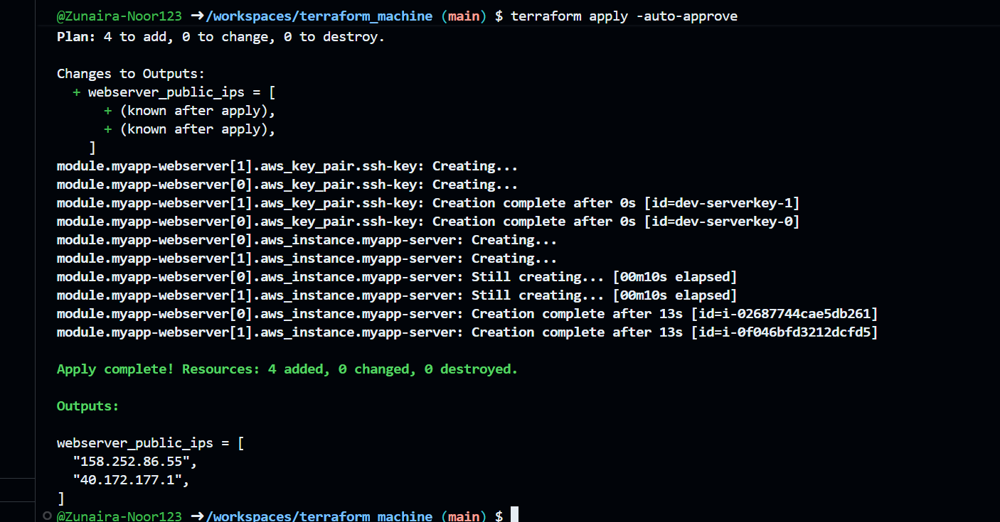 @Zunaira-Noor123 ➜/workspaces/terraform_machine (main) $ terraform apply -auto-approve
Plan: 4 to add, 0 to change, 0 to destroy.
Changes to Outputs:
+ webserver_public_ips = [
+ (known after apply),
+ (known after apply),
]
module.myapp-webserver[1].aws_key_pair.ssh-key: Creating...
module.myapp-webserver[0].aws_key_pair.ssh-key: Creating...
module.myapp-webserver[1].aws_key_pair.ssh-key: Creation complete after 0s [id=dev-serverkey-1]
module.myapp-webserver[0].aws_key_pair.ssh-key: Creation complete after 0s [id=dev-serverkey-0]
module.myapp-webserver[0].aws_instance.myapp-server: Creating...
module.myapp-webserver[1].aws_instance.myapp-server: Creating...
module.myapp-webserver[0].aws_instance.myapp-server: Still creating... [00m10s elapsed]
module.myapp-webserver[1].aws_instance.myapp-server: Still creating... [00m10s elapsed]
module.myapp-webserver[0].aws_instance.myapp-server: Creation complete after 13s [id=i-02687744cae5db261]
module.myapp-webserver[1].aws_instance.myapp-server: Creation complete after 13s [id=i-0f046bfd3212dcfd5]
Apply complete! Resources: 4 added, 0 changed, 0 destroyed.
Outputs:
webserver_public_ips = [
"158.252.86.55",
"40.172.177.1",
]
@Zunaira-Noor123 ➜/workspaces/terraform_machine (main) $